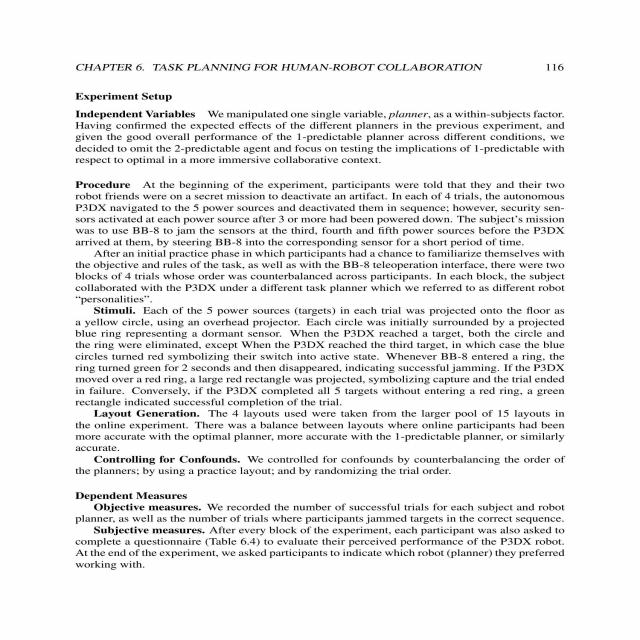 CHAPTER 6. TASK PLANNING FOR HUMAN-ROBOT COLLABORATION 116
Experiment Setup
Independent Variables We manipulated one single variable, planner, as a within-subjects factor.
Having confirmed the expected effects of the different planners in the previous experiment, and
given the good overall performance of the 1-predictable planner across different conditions, we
decided to omit the 2-predictable agent and focus on testing the implications of 1-predictable with
respect to optimal in a more immersive collaborative context.
Procedure At the beginning of the experiment, participants were told that they and their two
robot friends were on a secret mission to deactivate an artifact. In each of 4 trials, the autonomous
P3DX navigated to the 5 power sources and deactivated them in sequence; however, security sen-
sors activated at each power source after 3 or more had been powered down. The subject's mission
was to use BB-8 to jam the sensors at the third, fourth and fifth power sources before the P3DX
arrived at them, by steering BB-8 into the corresponding sensor for a short period of time.
After an initial practice phase in which participants had a chance to familiarize themselves with
the objective and rules of the task, as well as with the BB-8 teleoperation interface, there were two
blocks of 4 trials whose order was counterbalanced across participants. In each block, the subject
collaborated with the P3DX under a different task planner which we referred to as different robot
“personalities”.
Stimuli. Each of the 5 power sources (targets) in each trial was projected onto the floor as
a yellow circle, using an overhead projector. Each circle was initially surrounded by a projected
blue ring representing a dormant sensor. When the P3DX reached a target, both the circle and
the ring were eliminated, except When the P3DX reached the third target, in which case the blue
circles turned red symbolizing their switch into active state. Whenever BB-8 entered a ring, the
ring turned green for 2 seconds and then disappeared, indicating successful jamming. If the P3DX
moved over a red ring, a large red rectangle was projected, symbolizing capture and the trial ended
in failure. Conversely, if the P3DX completed all 5 targets without entering a red ring, a green
rectangle indicated successful completion of the trial.
Layout Generation. The 4 layouts used were taken from the larger pool of 15 layouts in
the online experiment. There was a balance between layouts where online participants had been
more accurate with the optimal planner, more accurate with the 1-predictable planner, or similarly
accurate.
Controlling for Confounds. We controlled for confounds by counterbalancing the order of
the planners; by using a practice layout; and by randomizing the trial order.
Dependent Measures
Objective measures. We recorded the number of successful trials for each subject and robot
planner, as well as the number of trials where participants jammed targets in the correct sequence.
Subjective measures. After every block of the experiment, each participant was also asked to
complete a questionnaire (Table 6.4) to evaluate their perceived performance of the P3DX robot.
At the end of the experiment, we asked participants to indicate which robot (planner) they preferred
working with.